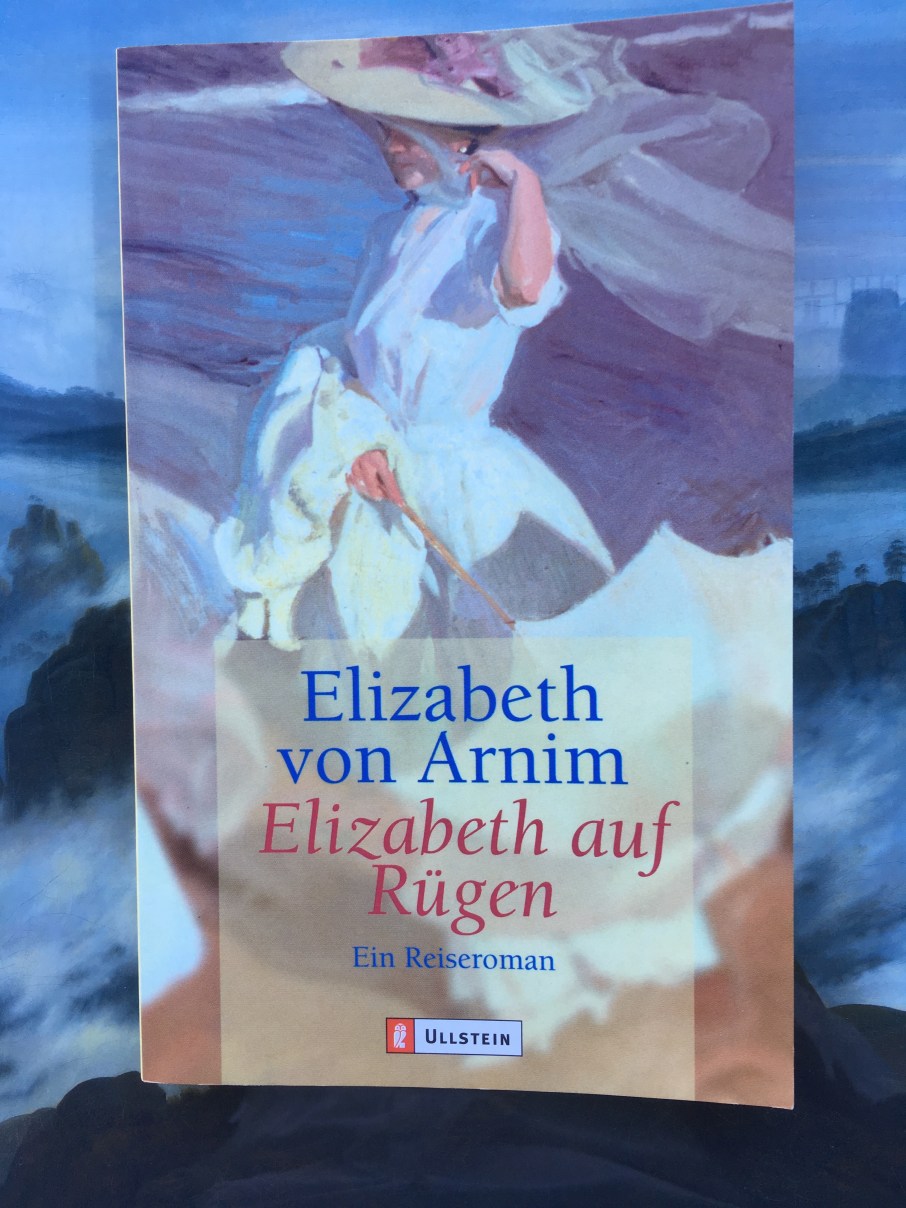 Elizabeth
von Arnim
Elizabeth auf
Rügen
Ein Reiseroman
ULLSTEIN